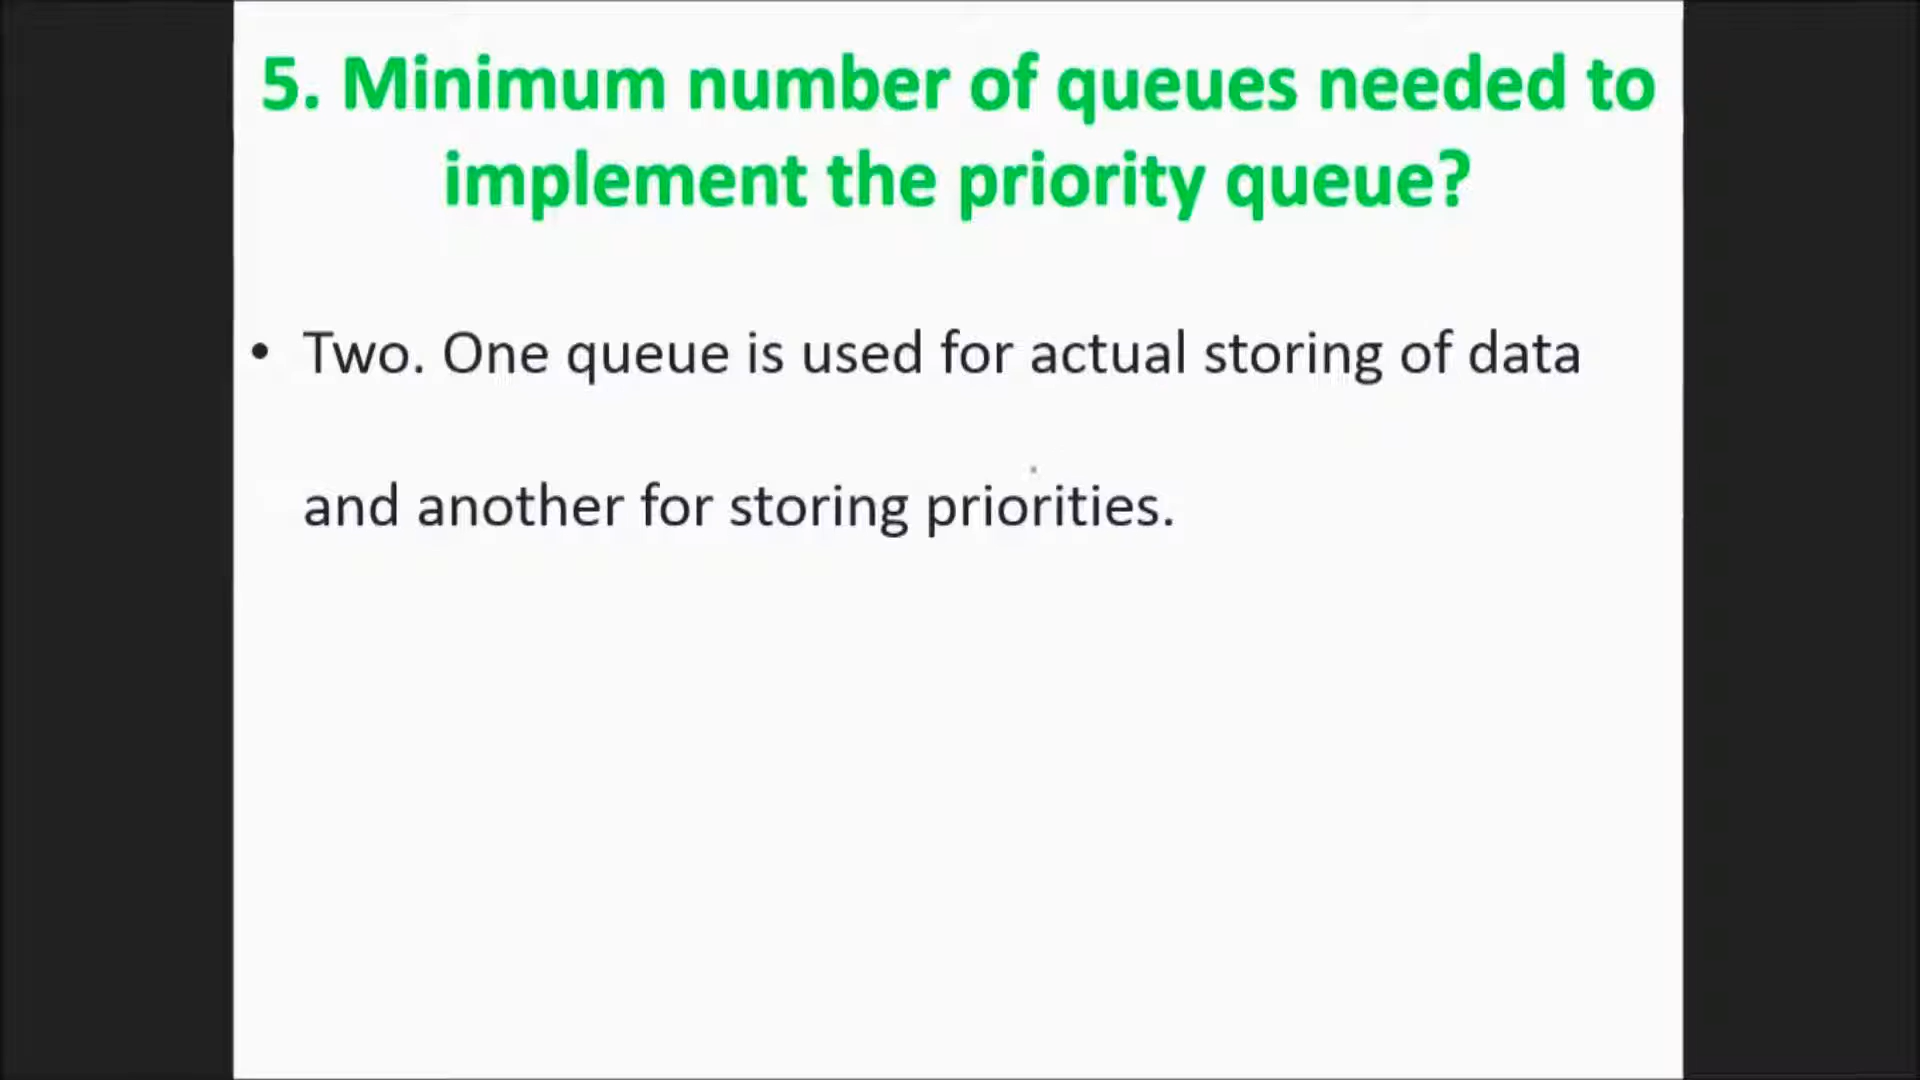 5. Minimum number of queues needed to
implement the priority queue?
• Two. One queue is used for actual storing of data
and another for storing priorities.